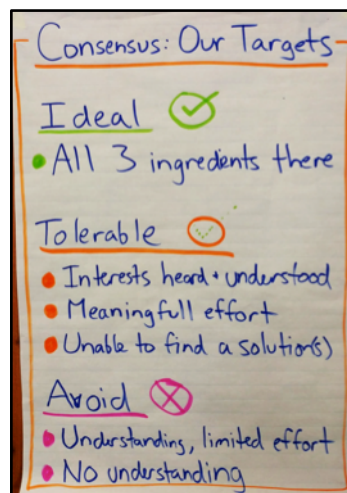 Consensus: Our Targets
Ideal
All 3 ingredients there
Tolerable
Interests heard + understood
Meaningfull effort
Unable to find a solution(s)
Avoid
Understanding, limited effort
No understanding